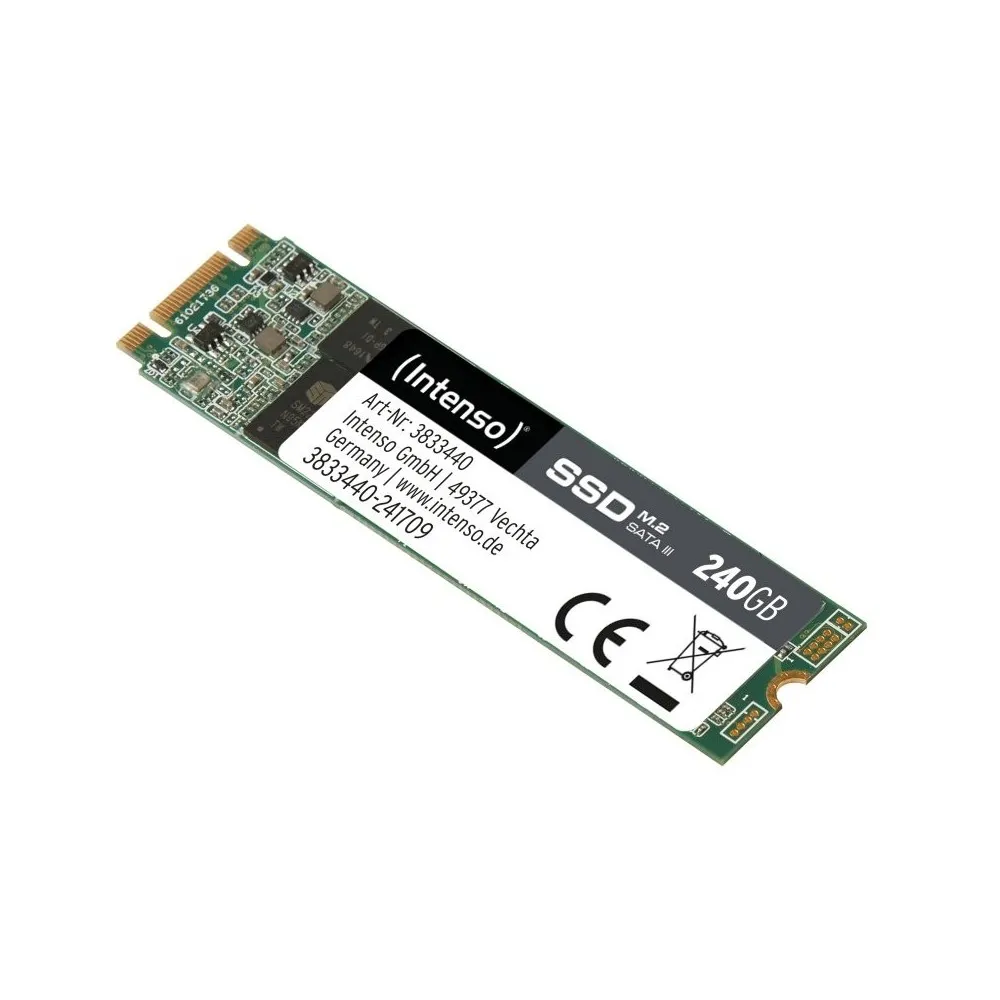 61021736
(Intenso)®
Art-Nr: 3833440
Intenso GmbH | 49377 Vechta
Germany | www.intenso.de
3833440-241709
SSD M.2
SATA III
240GB
CE